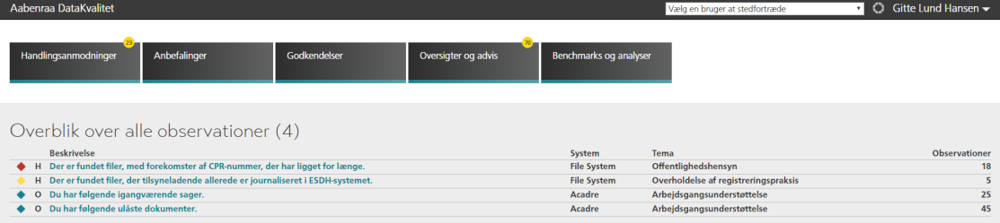 Aabenraa DataKvalitet Vælg en bruger at stedfortræde Gitte Lund Hansen
23 70
Handlingsanmodninger Anbefalinger Godkendelser Oversigter og advis Benchmarks og analyser
Overblik over alle observationer (4)
Beskrivelse System Tema Observationer
H Der er fundet filer, med forekomster af CPR-nummer, der har ligget for længe. File System Offentlighedshensyn 18
H Der er fundet filer, der tilsyneladende allerede er journaliseret i ESDH-systemet. File System Overholdelse af registreringspraksis 5
O Du har følgende igangværende sager. Acadre Arbejdsgangsunderstøttelse 25
O Du har følgende ulåste dokumenter. Acadre Arbejdsgangsunderstøttelse 45